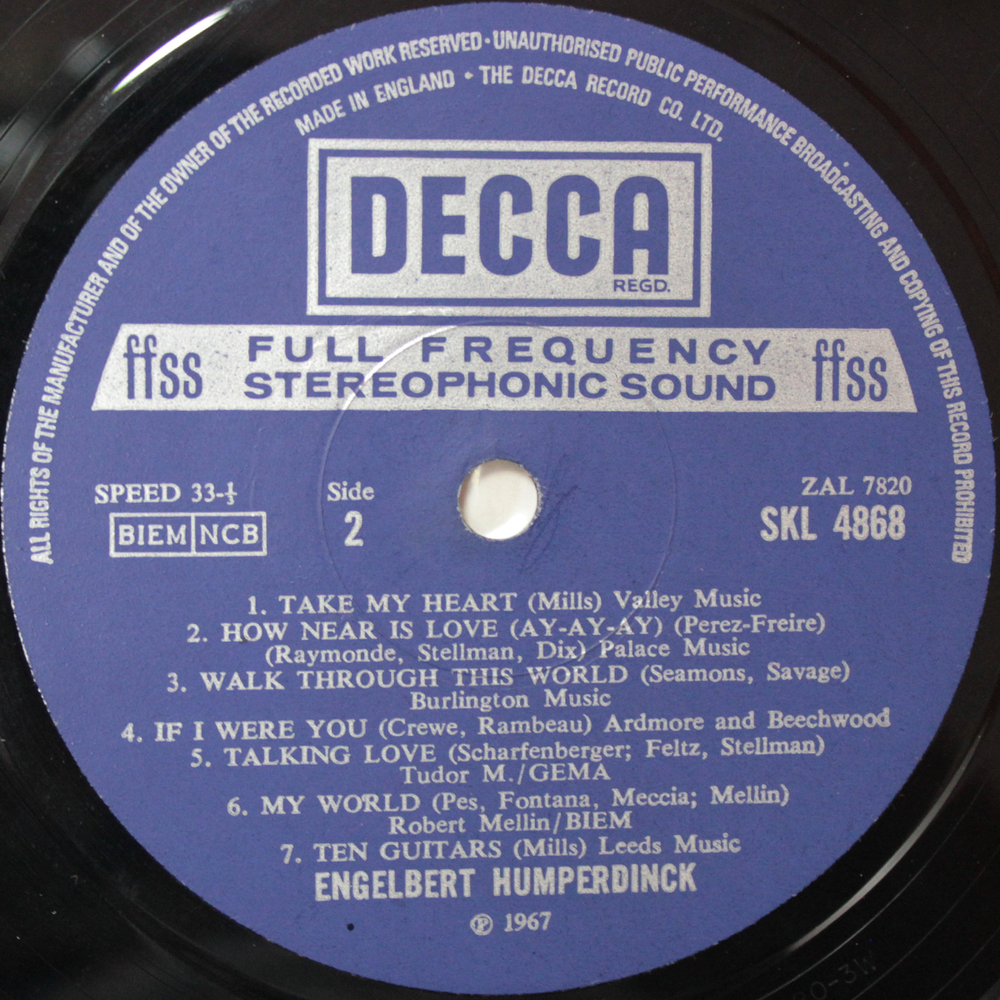 ALL RIGHTS OF THE MANUFACTURER AND OF THE OWNER OF THE RECORDED WORK RESERVED · UNAUTHORISED PUBLIC PERFORMANCE BROADCASTING AND COPYING OF THIS RECORD PROHIBITED
MADE IN ENGLAND • THE DECCA RECORD CO. LTD.
DECCA
REGD.
ffss FULL FREQUENCY ffss
STEREOPHONIC SOUND
SPEED 33-⅓ Side ZAL 7820
BIEM NCB 2 SKL 4868
1. TAKE MY HEART (Mills) Valley Music
2. HOW NEAR IS LOVE (AY-AY-AY) (Perez-Freire)
(Raymonde, Stellman, Dix) Palace Music
3. WALK THROUGH THIS WORLD (Seamons, Savage)
Burlington Music
4. IF I WERE YOU (Crewe, Rambeau) Ardmore and Beechwood
5. TALKING LOVE (Scharfenberger; Feltz, Stellman)
Tudor M./GEMA
6. MY WORLD (Pes, Fontana, Meccia; Mellin)
Robert Mellin/BIEM
7. TEN GUITARS (Mills) Leeds Music
ENGELBERT HUMPERDINCK
℗ 1967